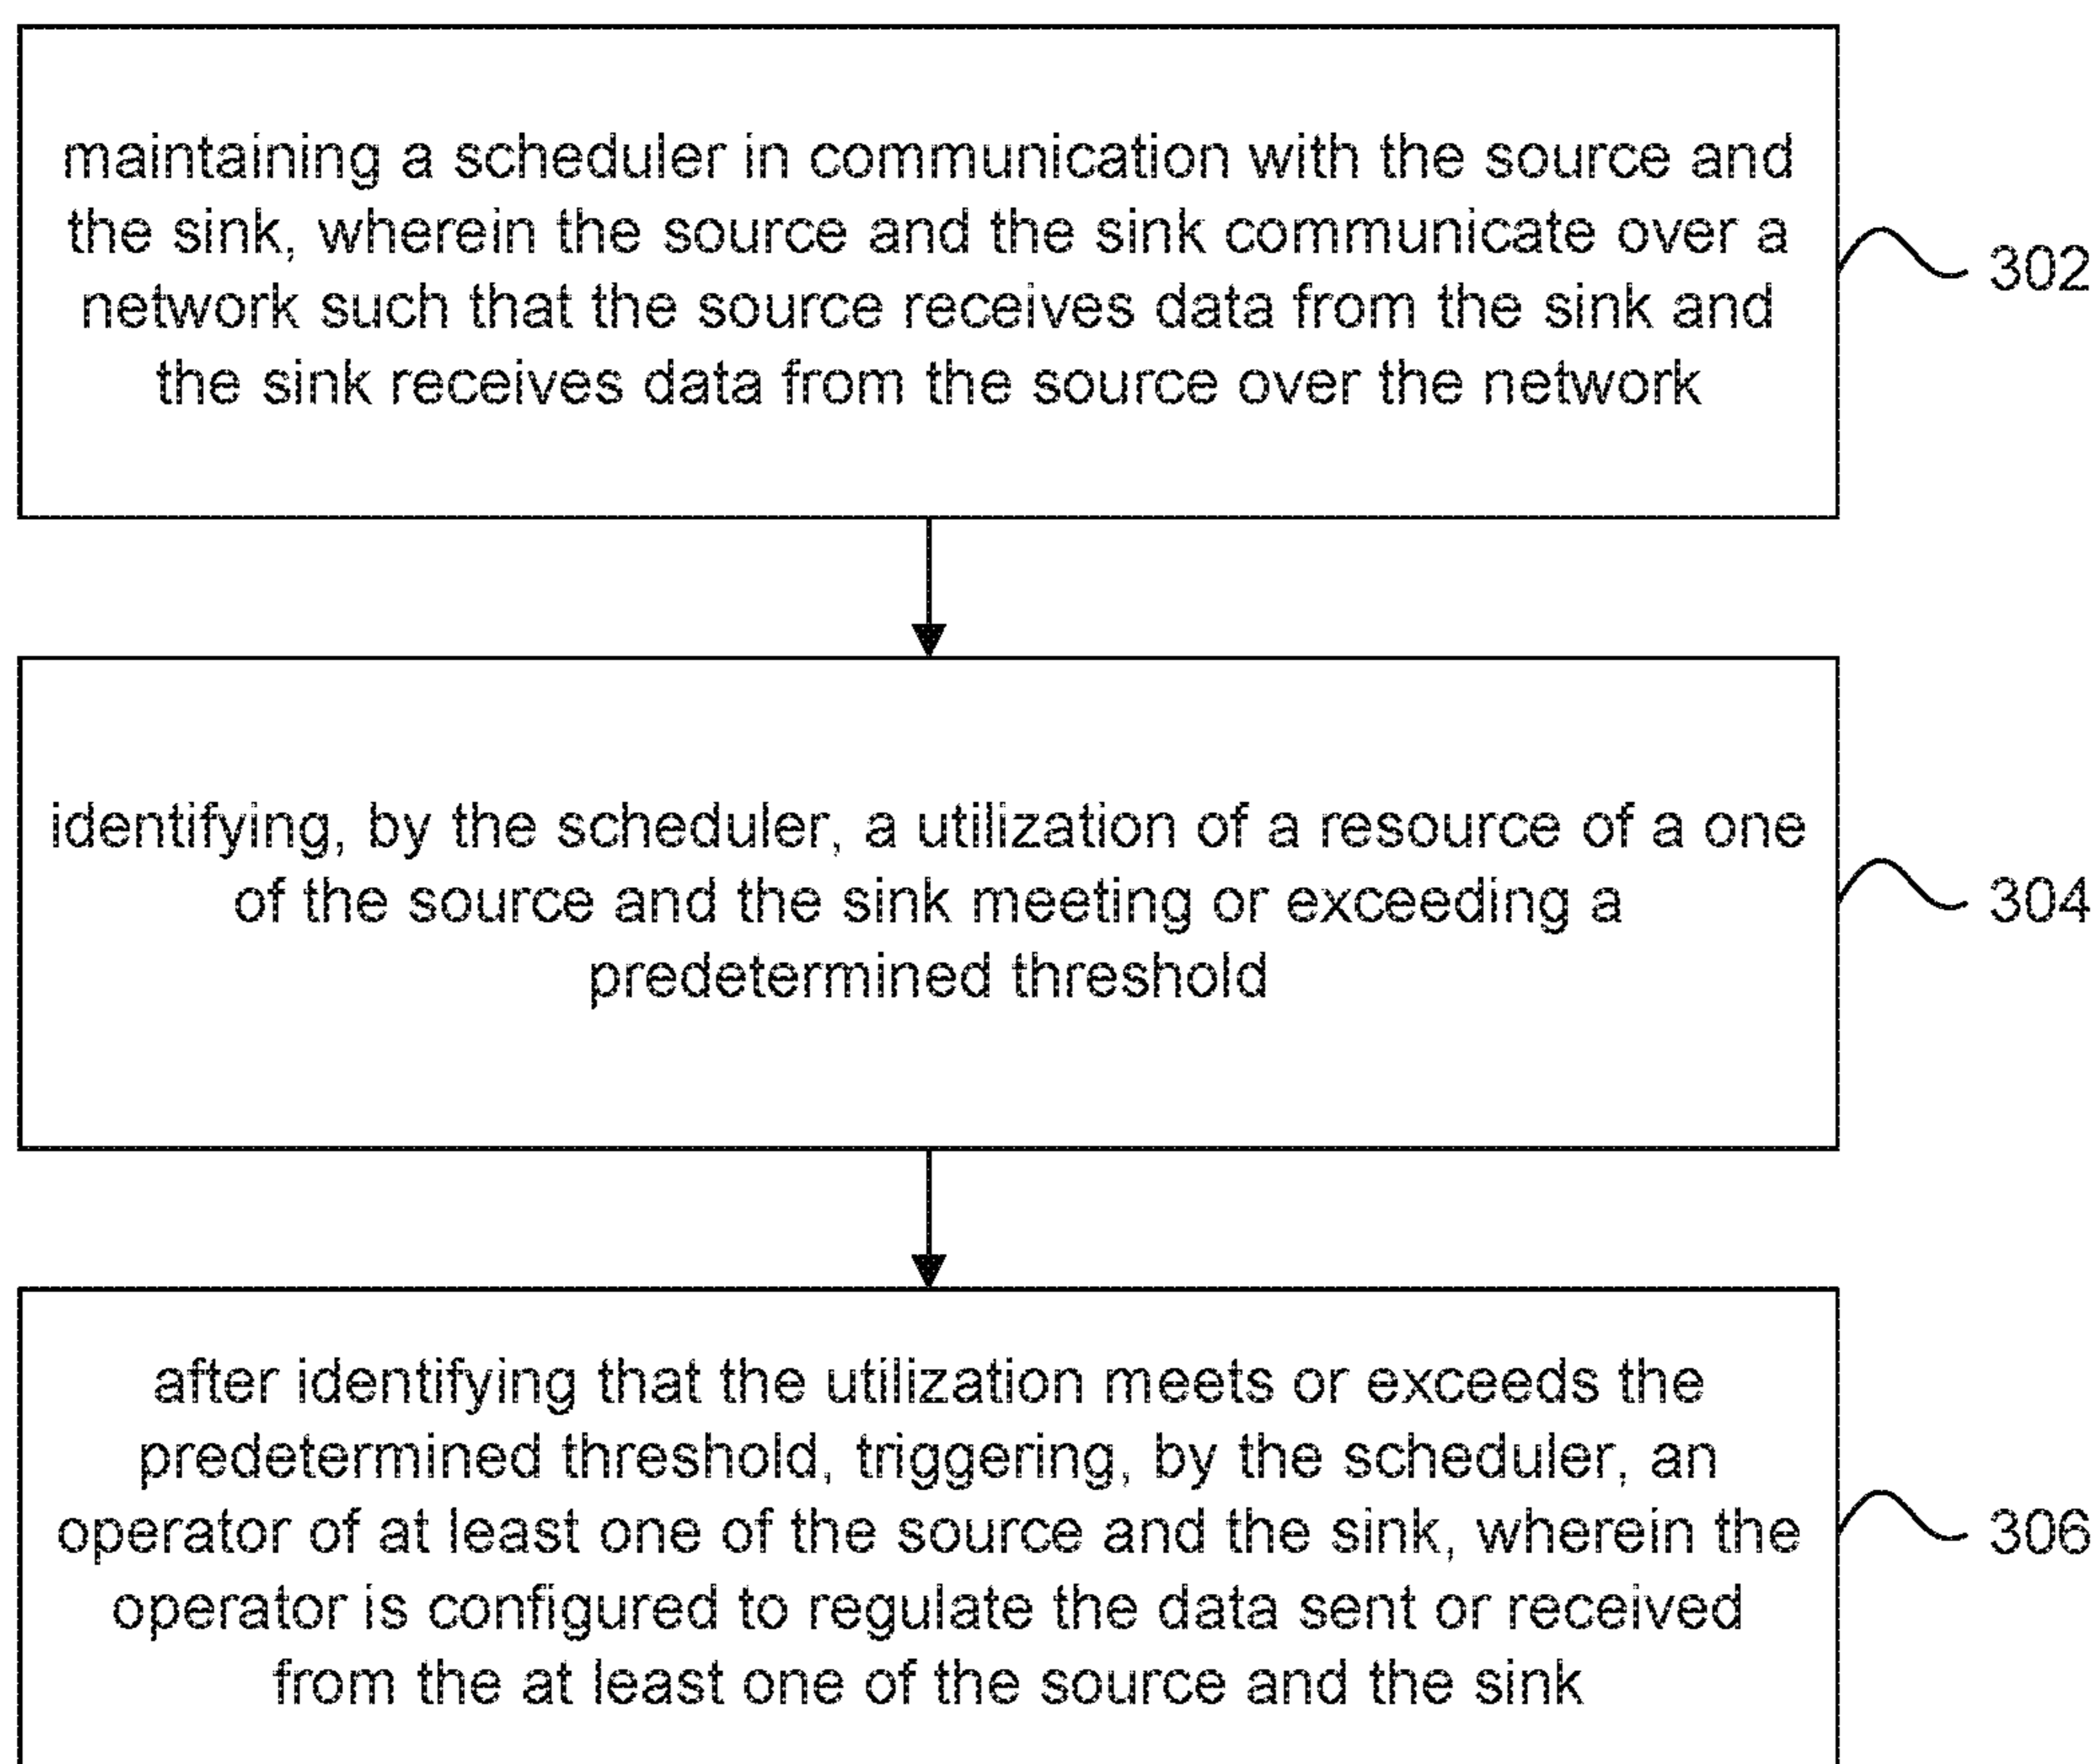 maintaining a scheduler in communication with the source and
the sink, wherein the source and the sink communicate over a
network such that the source receives data from the sink and
the sink receives data from the source over the network
302
identifying, by the scheduler, a utilization of a resource of a one
of the source and the sink meeting or exceeding a
predetermined threshold
304
after identifying that the utilization meets or exceeds the
predetermined threshold, triggering, by the scheduler, an
operator of at least one of the source and the sink, wherein the
operator is configured to regulate the data sent or received
from the at least one of the source and the sink
306